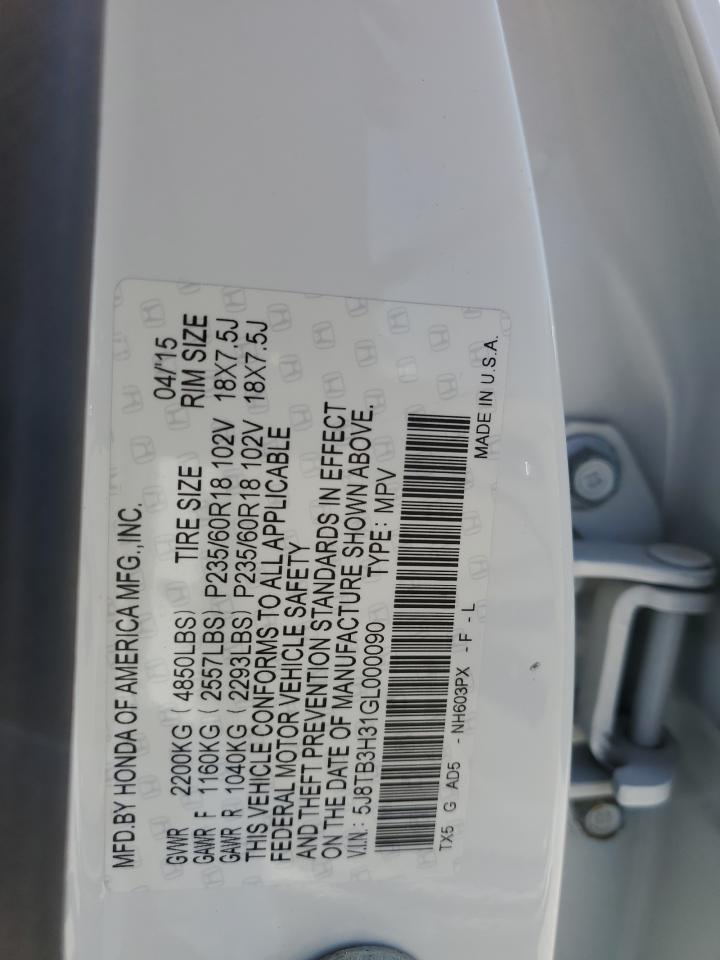 MFD.BY HONDA OF AMERICA MFG.,INC. 04/'15
GVWR 2200KG ( 4850LBS) TIRE SIZE RIM SIZE
GAWR F 1160KG ( 2557LBS) P235/60R18 102V 18X7.5J
GAWR R 1040KG ( 2293LBS) P235/60R18 102V 18X7.5J
THIS VEHICLE CONFORMS TO ALL APPLICABLE
FEDERAL MOTOR VEHICLE SAFETY
AND THEFT PREVENTION STANDARDS IN EFFECT
ON THE DATE OF MANUFACTURE SHOWN ABOVE.
V.I.N.: 5J8TB3H31GL000090 TYPE: MPV
TX5 G AD5 - NH603PX - F - L
MADE IN U.S.A.